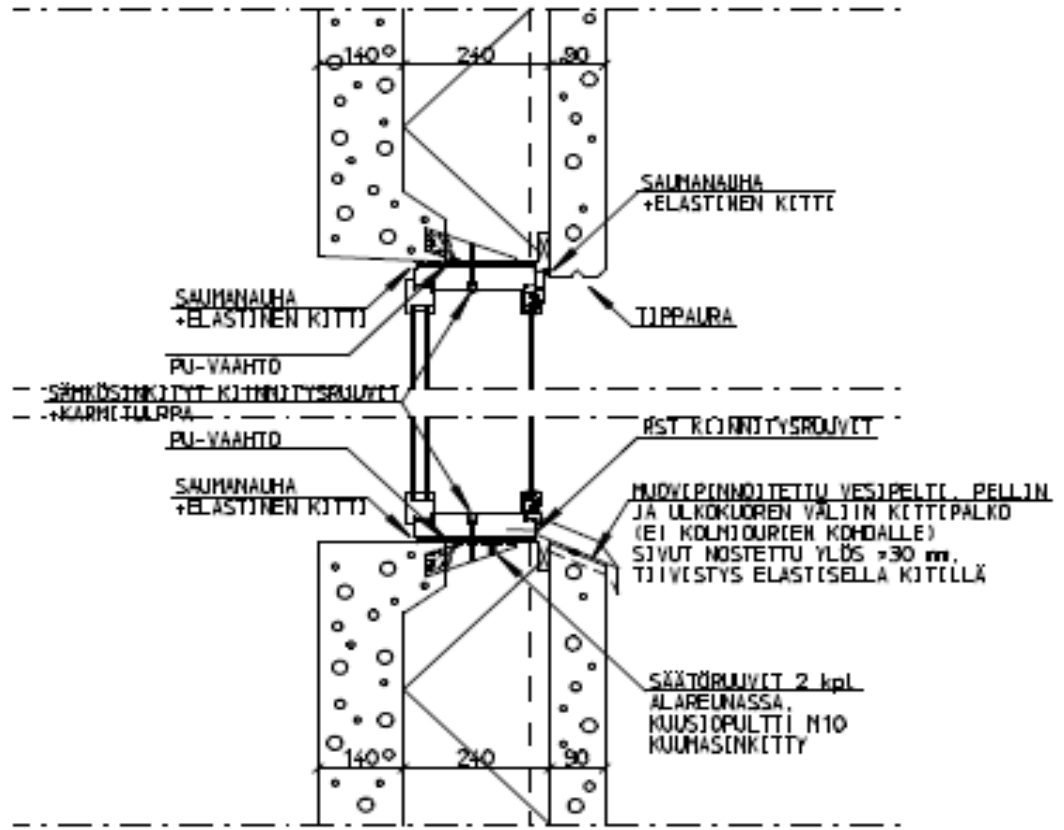 140 240 90
SAUMANAUHA
+ELASTINEN KITTI
SAUMANAUHA
+ELASTINEN KITTI
TIPPAURA
PU-VAAHTO
SÄHKÖSINKITYT KIINNITYSRUUVIT
+KARMITULPPA
PU-VAAHTO
RST KIINNITYSRUUVIT
SAUMANAUHA
+ELASTINEN KITTI
MUOVIPINNOITETTU VESIPELTI, PELLIN
JA ULKOKUOREN VÄLIIN KITTIPALKO
(EI KOLMIOURIEN KOHDALLE)
SIVUT NOSTETTU YLÖS mm,
TIIVISTYS ELASTISELLA KITILLÄ
SÄÄTÖRUUVIT 2 kpl
ALAREUNASSA,
KUUSIOPULTTI M10
KUUMASINKITTY
140 240 90